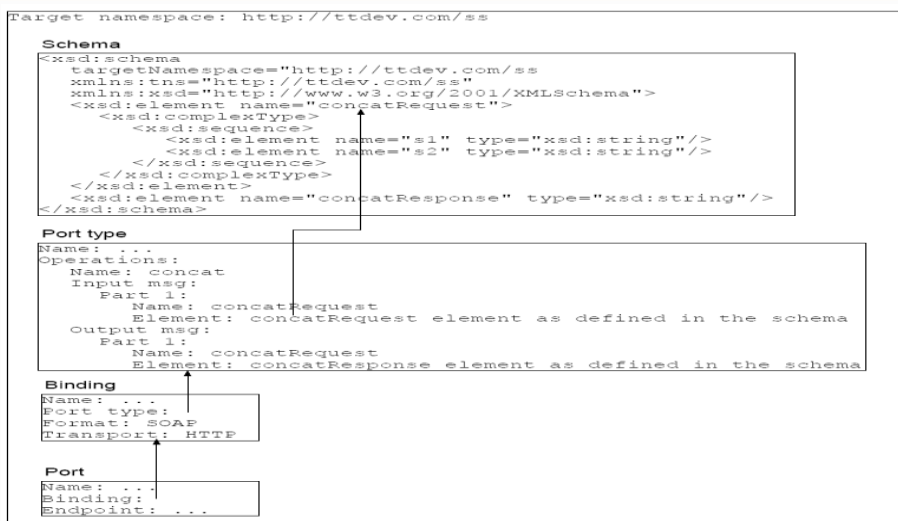 Target namespace: http://ttdev.com/ss
Schema
<xsd:schema
targetNamespace="http://ttdev.com/ss
xmlns:tns="http://ttdev.com/ss"
xmlns:xsd="http://www.w3.org/2001/XMLSchema">
<xsd:element name="concatRequest">
<xsd:complexType>
<xsd:sequence>
<xsd:element name="s1" type="xsd:string"/>
<xsd:element name="s2" type="xsd:string"/>
</xsd:sequence>
</xsd:complexType>
</xsd:element>
<xsd:element name="concatResponse" type="xsd:string"/>
</xsd:schema>
Port type
Name: ...
Operations:
Name: concat
Input msg:
Part 1:
Name: concatRequest
Element: concatRequest element as defined in the schema
Output msg:
Part 1:
Name: concatRequest
Element: concatResponse element as defined in the schema
Binding
Name: ...
Port type:
Format: SOAP
Transport: HTTP
Port
Name: ...
Binding:
Endpoint: ...